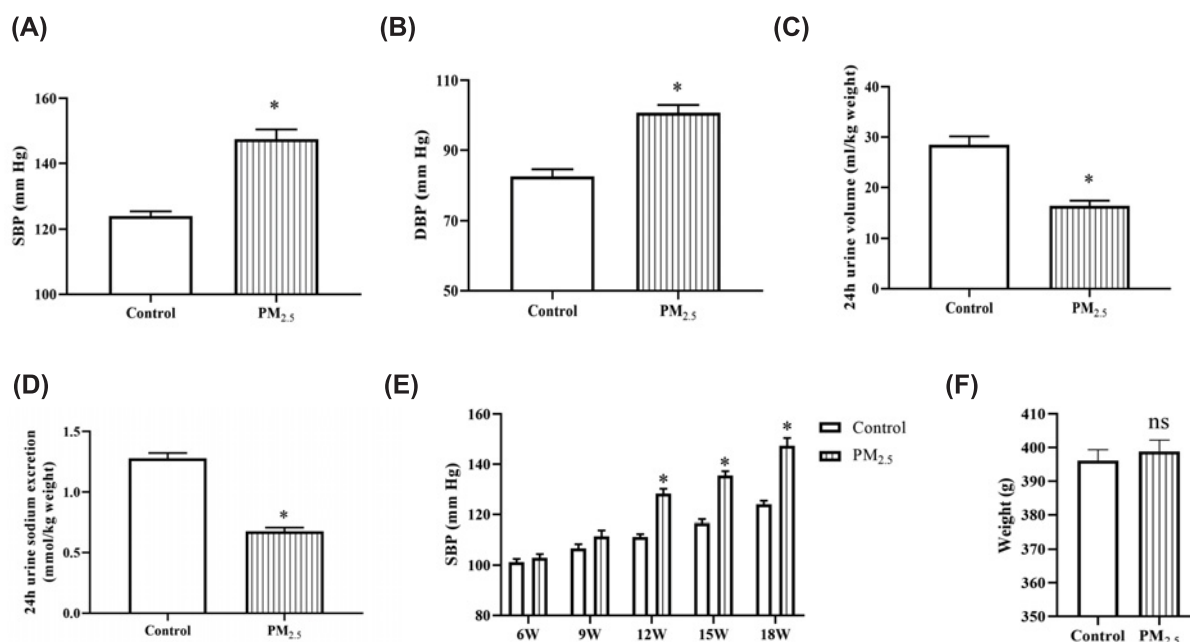 (A)
SBP (mm Hg)
160
140
120
100
*
Control
PM2.5
(B)
DBP (mm Hg)
110
90
70
50
*
Control
PM2.5
(C)
24h urine volume (ml/kg weight)
40
30
20
10
0
*
Control
PM2.5
(D)
24h urine sodium excretion
(mmol/kg weight)
1.5
1.0
0.5
0.0
*
Control
PM2.5
(E)
SBP (mm Hg)
160
140
120
100
80
*
*
*
6W
9W
12W
15W
18W
Control
PM2.5
(F)
Weight (g)
410
400
390
380
370
360
350
ns
Control
PM2.5